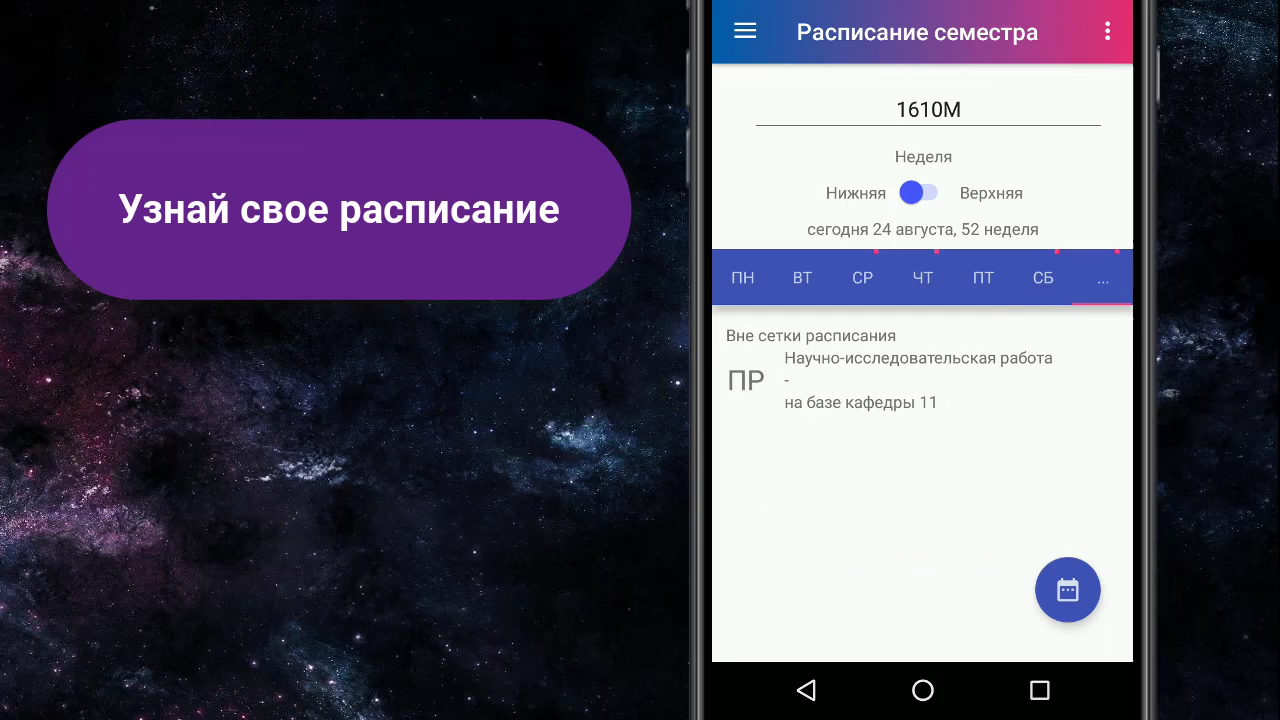 Узнай свое расписание
Расписание семестра
1610М
Неделя
Нижняя Верхняя
сегодня 24 августа, 52 неделя
ПН ВТ СР ЧТ ПТ СБ ...
Вне сетки расписания
ПР
Научно-исследовательская работа
-
на базе кафедры 11